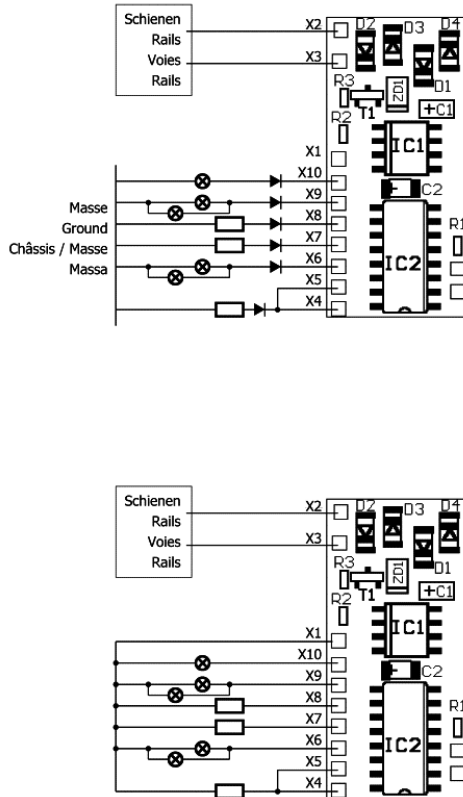 Schienen
Rails
Voies
Rails
X2
X3
D2
D3
D4
R3
ZD1
D1
T1
+C1
R2
X1
IC1
X10
X9
C2
Masse
X8
Ground
X7
R1
Châssis / Masse
X6
Massa
IC2
X5
X4
Schienen
Rails
Voies
Rails
X2
X3
D2
D3
D4
R3
ZD1
D1
T1
+C1
R2
X1
IC1
X10
X9
C2
X8
R1
X7
X6
IC2
X5
X4